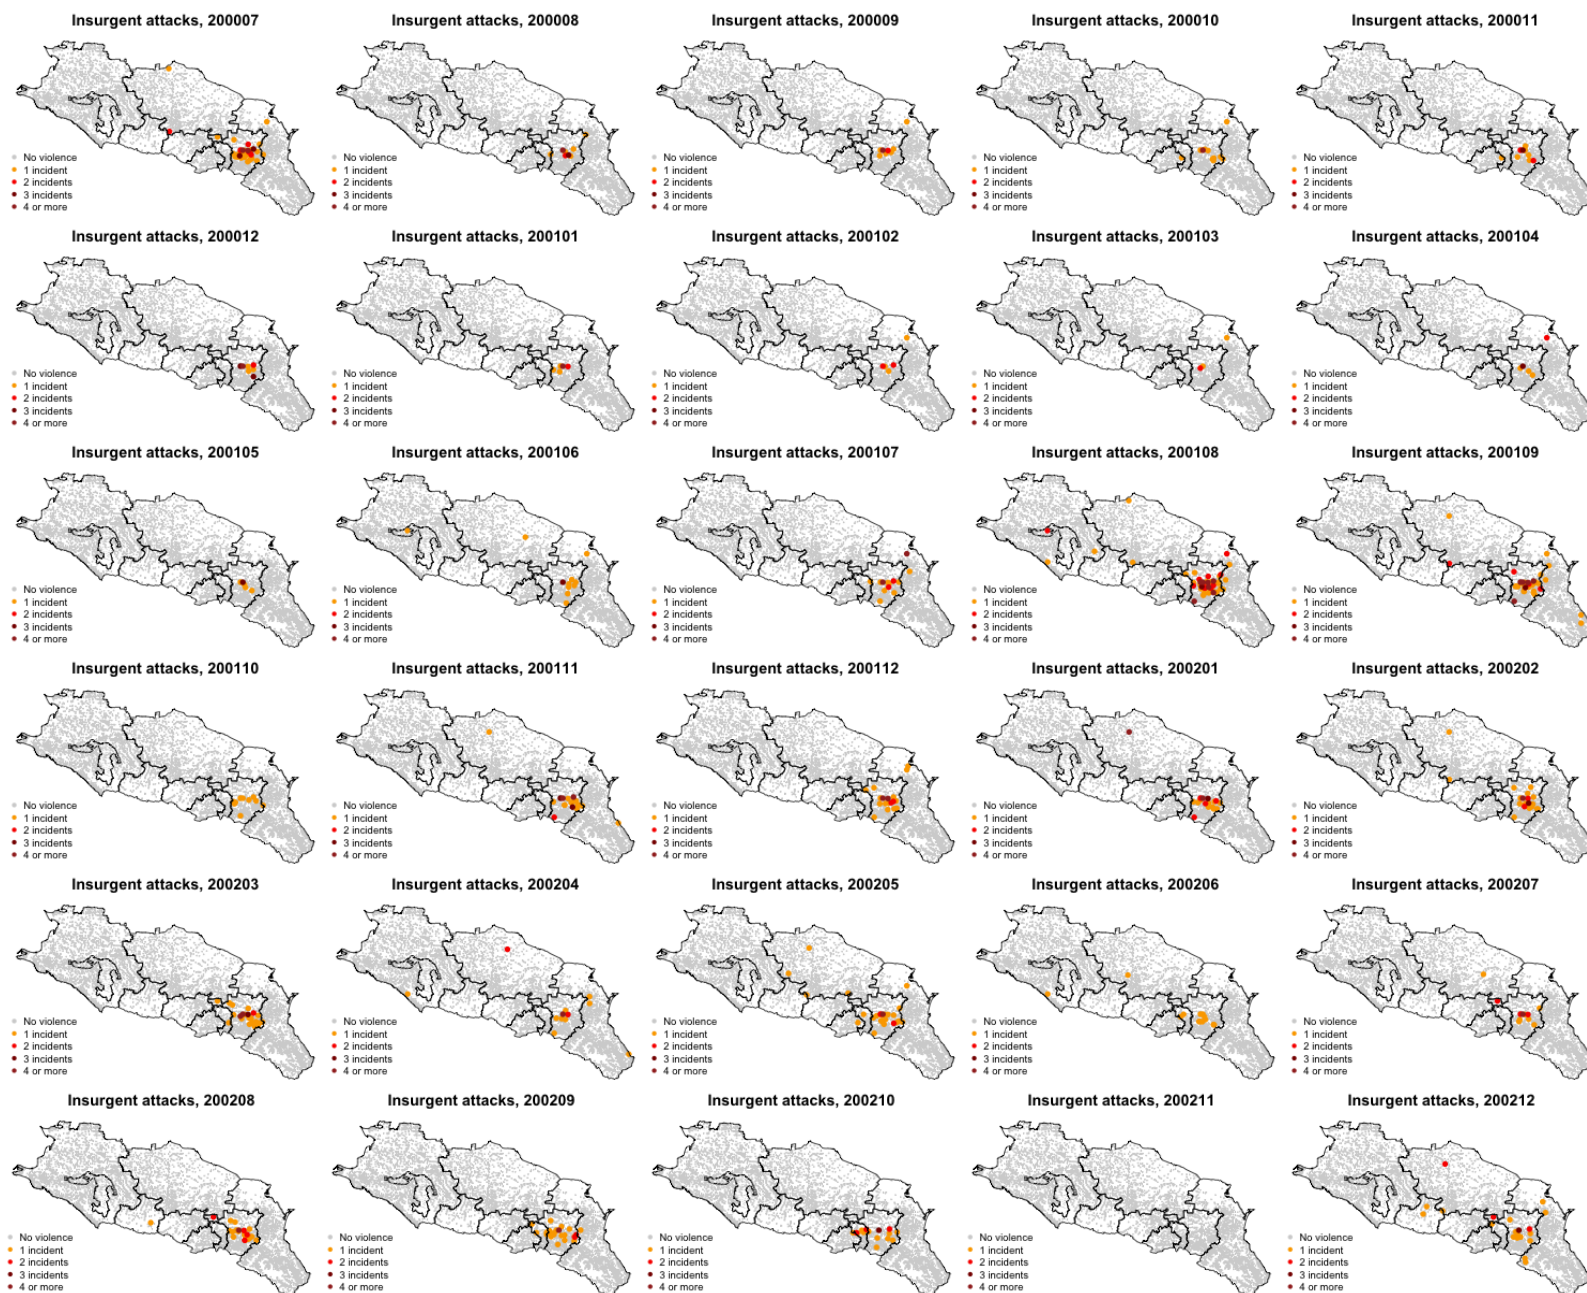 Insurgent attacks, 200007
No violence
1 incident
2 incidents
3 incidents
4 or more
Insurgent attacks, 200008
No violence
1 incident
2 incidents
3 incidents
4 or more
Insurgent attacks, 200009
No violence
1 incident
2 incidents
3 incidents
4 or more
Insurgent attacks, 200010
No violence
1 incident
2 incidents
3 incidents
4 or more
Insurgent attacks, 200011
No violence
1 incident
2 incidents
3 incidents
4 or more
Insurgent attacks, 200012
No violence
1 incident
2 incidents
3 incidents
4 or more
Insurgent attacks, 200101
No violence
1 incident
2 incidents
3 incidents
4 or more
Insurgent attacks, 200102
No violence
1 incident
2 incidents
3 incidents
4 or more
Insurgent attacks, 200103
No violence
1 incident
2 incidents
3 incidents
4 or more
Insurgent attacks, 200104
No violence
1 incident
2 incidents
3 incidents
4 or more
Insurgent attacks, 200105
No violence
1 incident
2 incidents
3 incidents
4 or more
Insurgent attacks, 200106
No violence
1 incident
2 incidents
3 incidents
4 or more
Insurgent attacks, 200107
No violence
1 incident
2 incidents
3 incidents
4 or more
Insurgent attacks, 200108
No violence
1 incident
2 incidents
3 incidents
4 or more
Insurgent attacks, 200109
No violence
1 incident
2 incidents
3 incidents
4 or more
Insurgent attacks, 200110
No violence
1 incident
2 incidents
3 incidents
4 or more
Insurgent attacks, 200111
No violence
1 incident
2 incidents
3 incidents
4 or more
Insurgent attacks, 200112
No violence
1 incident
2 incidents
3 incidents
4 or more
Insurgent attacks, 200201
No violence
1 incident
2 incidents
3 incidents
4 or more
Insurgent attacks, 200202
No violence
1 incident
2 incidents
3 incidents
4 or more
Insurgent attacks, 200203
No violence
1 incident
2 incidents
3 incidents
4 or more
Insurgent attacks, 200204
No violence
1 incident
2 incidents
3 incidents
4 or more
Insurgent attacks, 200205
No violence
1 incident
2 incidents
3 incidents
4 or more
Insurgent attacks, 200206
No violence
1 incident
2 incidents
3 incidents
4 or more
Insurgent attacks, 200207
No violence
1 incident
2 incidents
3 incidents
4 or more
Insurgent attacks, 200208
No violence
1 incident
2 incidents
3 incidents
4 or more
Insurgent attacks, 200209
No violence
1 incident
2 incidents
3 incidents
4 or more
Insurgent attacks, 200210
No violence
1 incident
2 incidents
3 incidents
4 or more
Insurgent attacks, 200211
No violence
1 incident
2 incidents
3 incidents
4 or more
Insurgent attacks, 200212
No violence
1 incident
2 incidents
3 incidents
4 or more